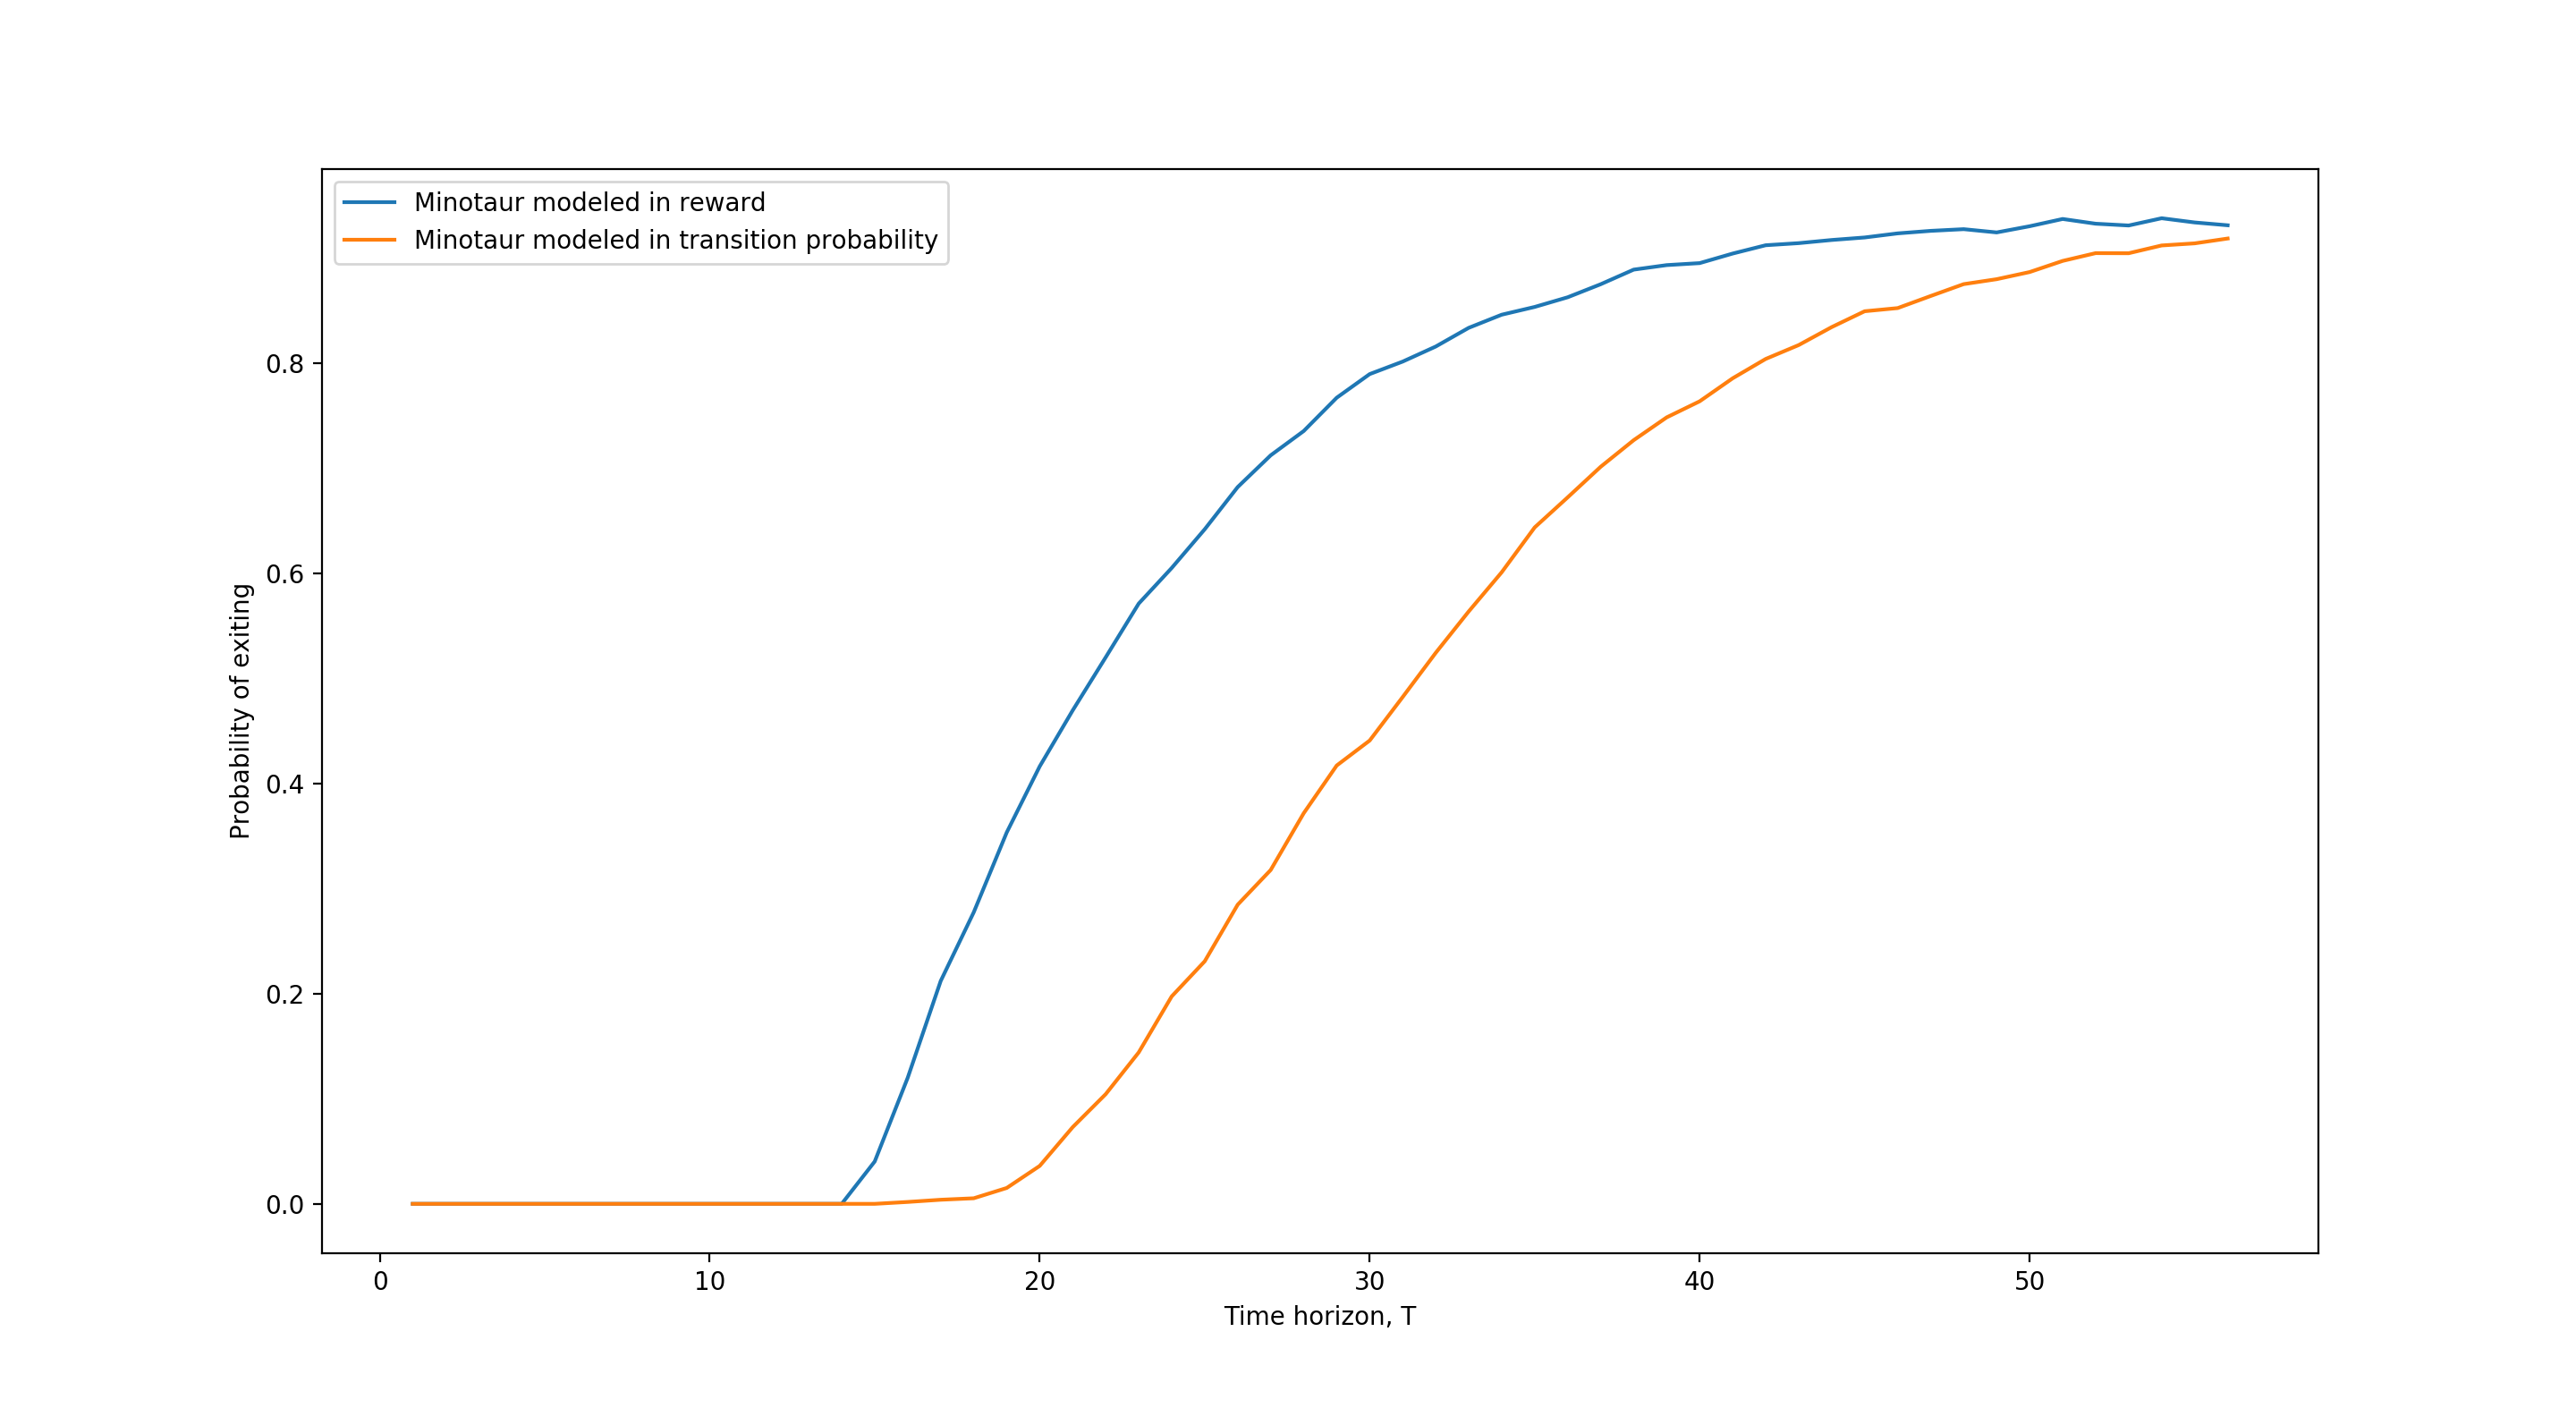 Minotaur modeled in reward
Minotaur modeled in transition probability
0.8
0.6
0.4
0.2
0.0
Probability of exiting
0 10 20 30 40 50
Time horizon, T